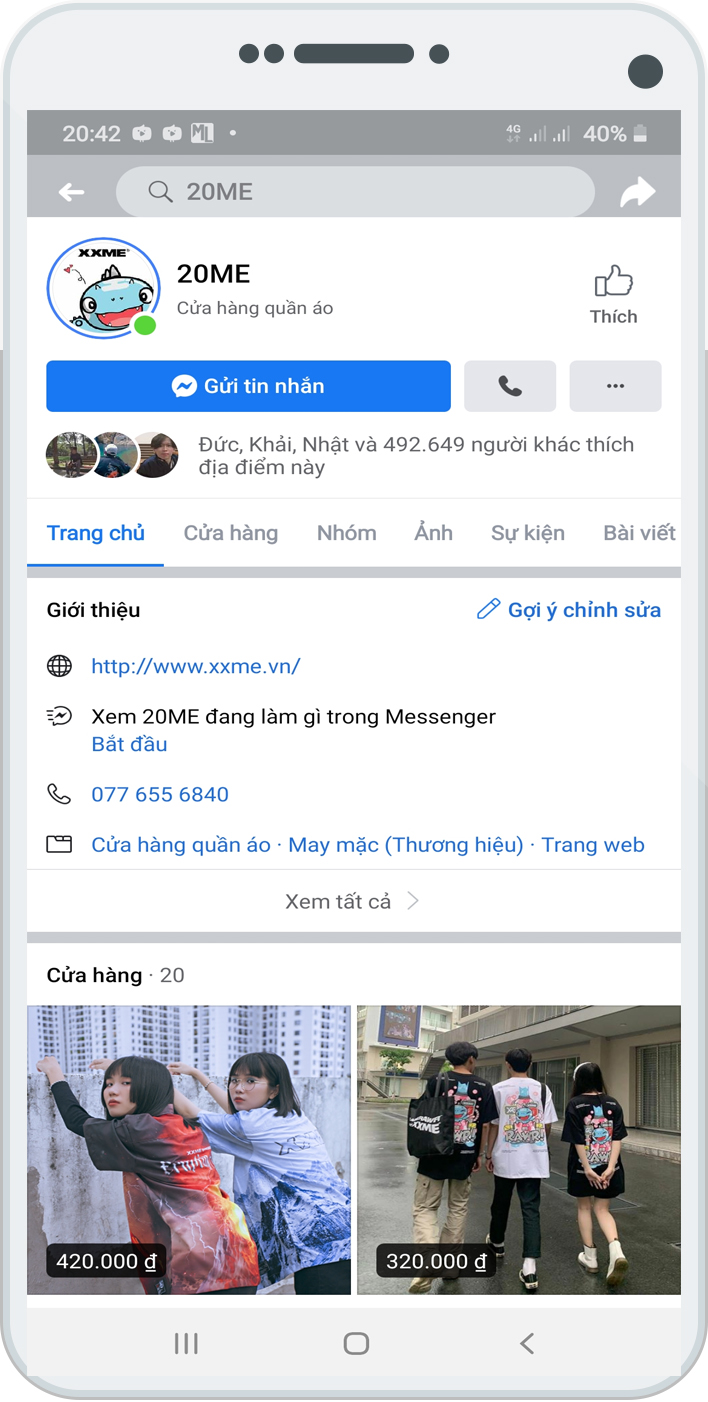 20:42
ML
4G
40%
20ME
XXME
20ME
Cửa hàng quần áo
Thích
Gửi tin nhắn
Đức, Khải, Nhật và 492.649 người khác thích
địa điểm này
Trang chủ
Cửa hàng
Nhóm
Ảnh
Sự kiện
Bài viết
Giới thiệu
Gợi ý chỉnh sửa
http://www.xxme.vn/
Xem 20ME đang làm gì trong Messenger
Bắt đầu
077 655 6840
Cửa hàng quần áo · May mặc (Thương hiệu) · Trang web
Xem tất cả
Cửa hàng · 20
XXME
420.000 ₫
320.000 ₫